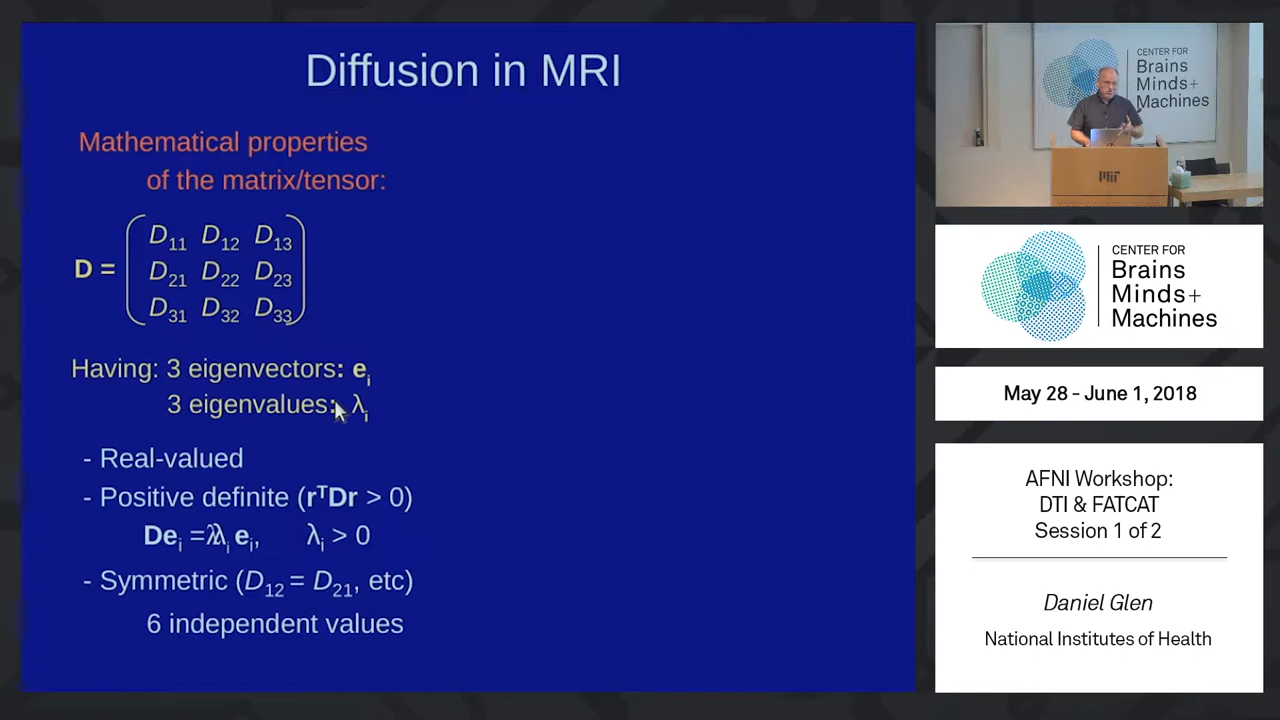 Diffusion in MRI
Mathematical properties
of the matrix/tensor:
D =
D11 D12 D13
D21 D22 D23
D31 D32 D33
Having: 3 eigenvectors: ei
3 eigenvalues: λi
- Real-valued
- Positive definite (rTDr > 0)
Dei =λλi ei, λi > 0
- Symmetric (D12 = D21, etc)
6 independent values
CENTER FOR
Brains
Minds+
Machines
MIT
CENTER FOR
Brains
Minds+
Machines
May 28 - June 1, 2018
AFNI Workshop:
DTI & FATCAT
Session 1 of 2
Daniel Glen
National Institutes of Health